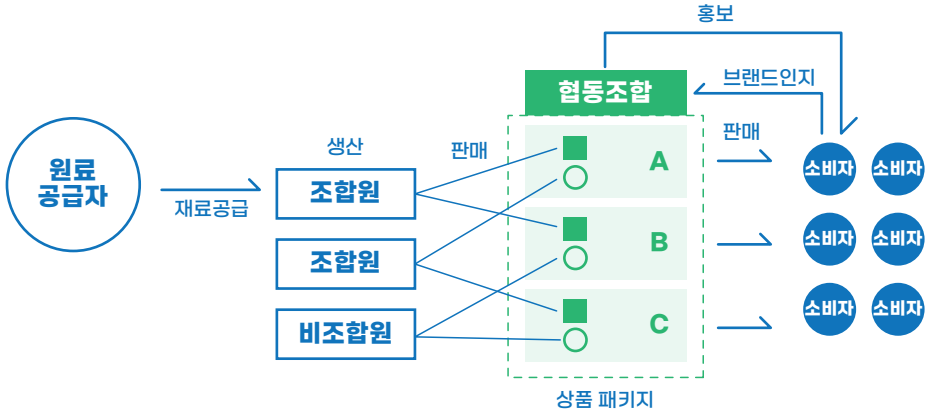 홍보
협동조합
브랜드인지
생산
판매
판매
원료
공급자
재료공급
조합원
조합원
비조합원
A
B
C
소비자
소비자
소비자
소비자
소비자
소비자
상품 패키지